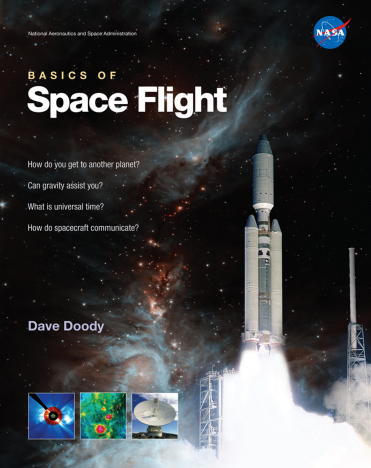 National Aeronautics and Space Administration
NASA
BASICS OF
Space Flight
How do you get to another planet?
Can gravity assist you?
What is universal time?
How do spacecraft communicate?
Dave Doody